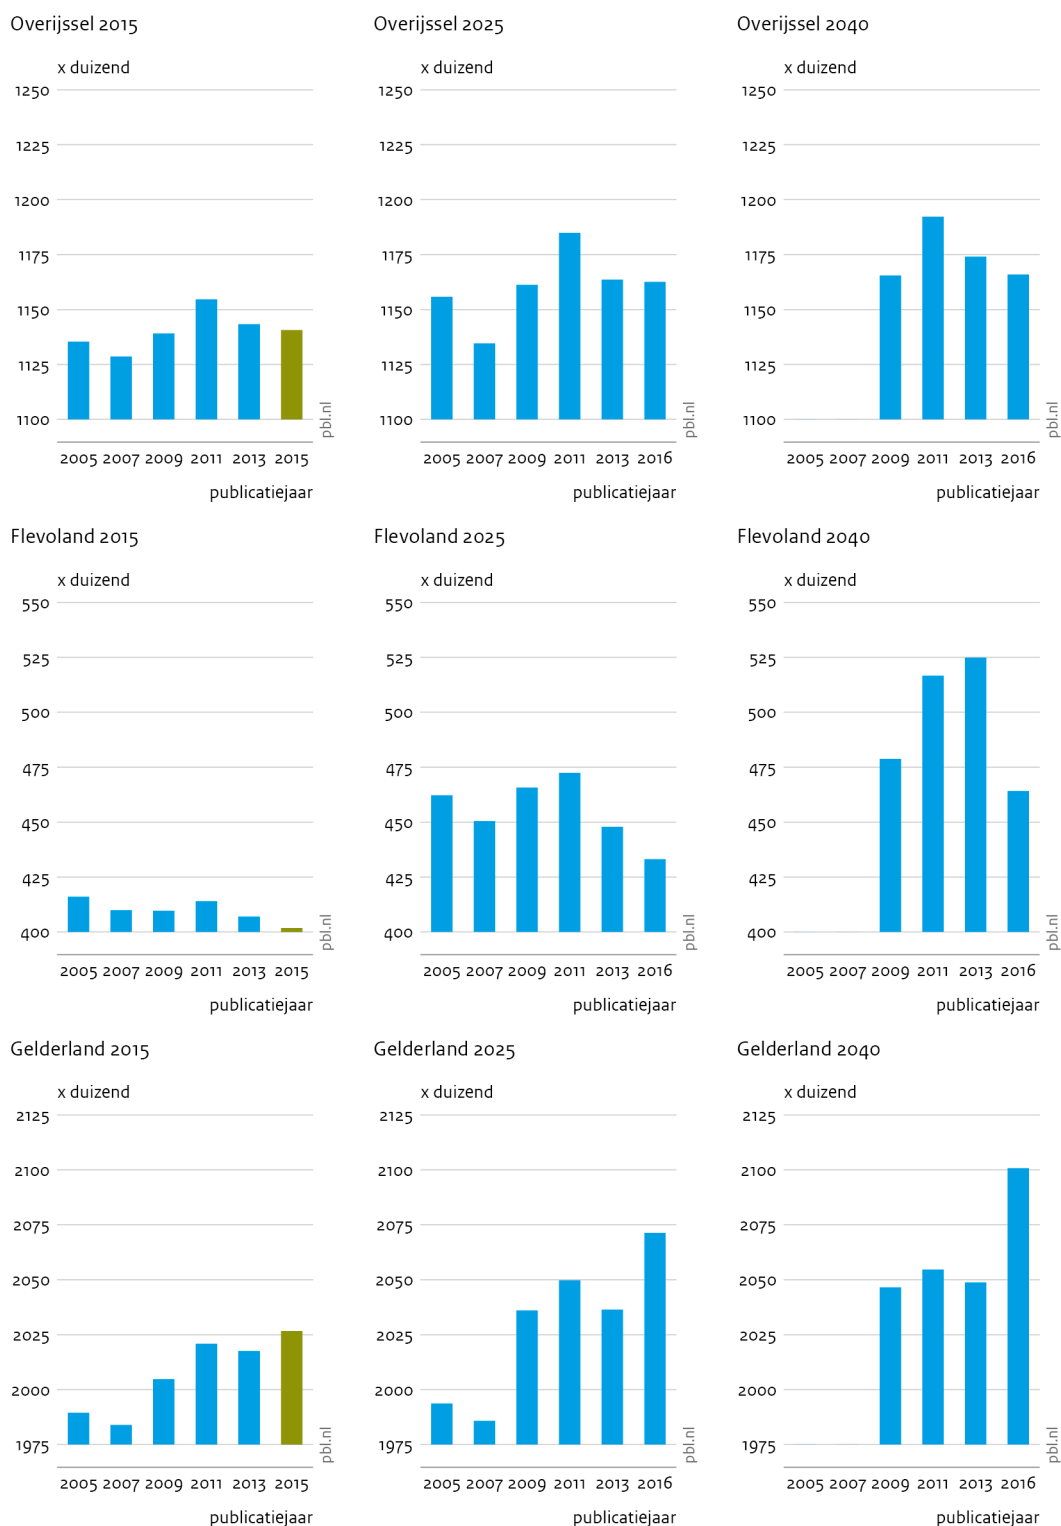 Overijssel 2015
x duizend
1250
1225
1200
1175
1150
1125
1100
2005 2007 2009 2011 2013 2015
publicatiejaar
pbl.nl
Overijssel 2025
x duizend
1250
1225
1200
1175
1150
1125
1100
2005 2007 2009 2011 2013 2016
publicatiejaar
pbl.nl
Overijssel 2040
x duizend
1250
1225
1200
1175
1150
1125
1100
2005 2007 2009 2011 2013 2016
publicatiejaar
pbl.nl
Flevoland 2015
x duizend
550
525
500
475
450
425
400
2005 2007 2009 2011 2013 2015
publicatiejaar
pbl.nl
Flevoland 2025
x duizend
550
525
500
475
450
425
400
2005 2007 2009 2011 2013 2016
publicatiejaar
pbl.nl
Flevoland 2040
x duizend
550
525
500
475
450
425
400
2005 2007 2009 2011 2013 2016
publicatiejaar
pbl.nl
Gelderland 2015
x duizend
2125
2100
2075
2050
2025
2000
1975
2005 2007 2009 2011 2013 2015
publicatiejaar
pbl.nl
Gelderland 2025
x duizend
2125
2100
2075
2050
2025
2000
1975
2005 2007 2009 2011 2013 2016
publicatiejaar
pbl.nl
Gelderland 2040
x duizend
2125
2100
2075
2050
2025
2000
1975
2005 2007 2009 2011 2013 2016
publicatiejaar
pbl.nl